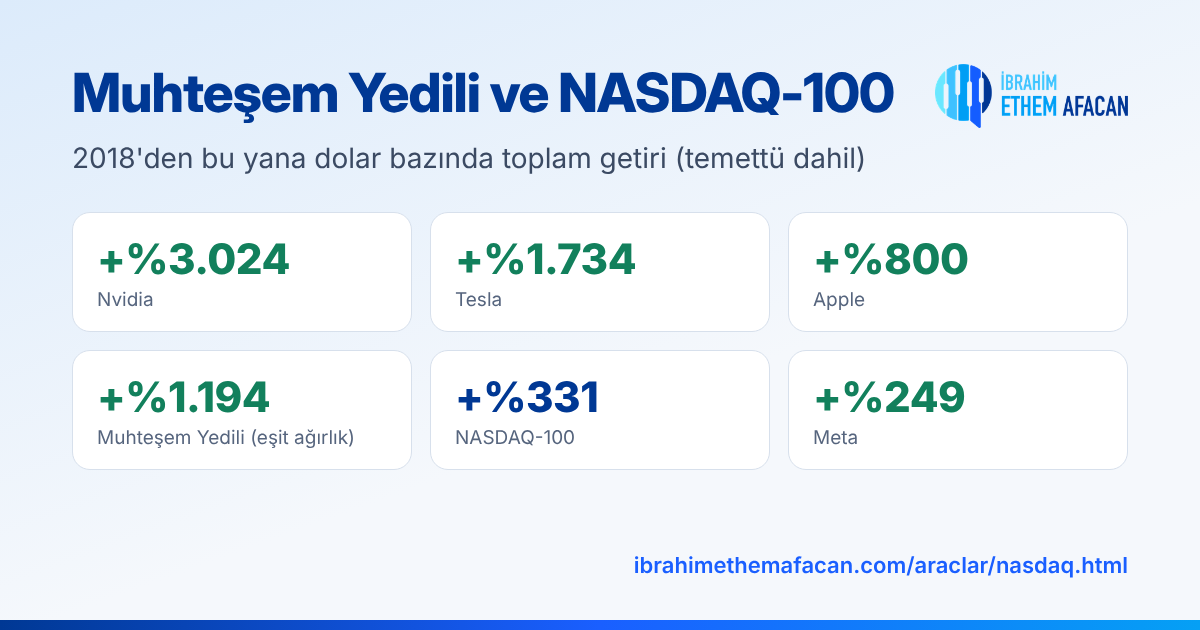 Muhteşem Yedili ve NASDAQ-100
İBRAHİM
ETHEM AFACAN
2018'den bu yana dolar bazında toplam getiri (temettü dahil)
+%3.024
Nvidia
+%1.734
Tesla
+%800
Apple
+%1.194
Muhteşem Yedili (eşit ağırlık)
+%331
NASDAQ-100
+%249
Meta
ibrahimethemafacan.com/araclar/nasdaq.html